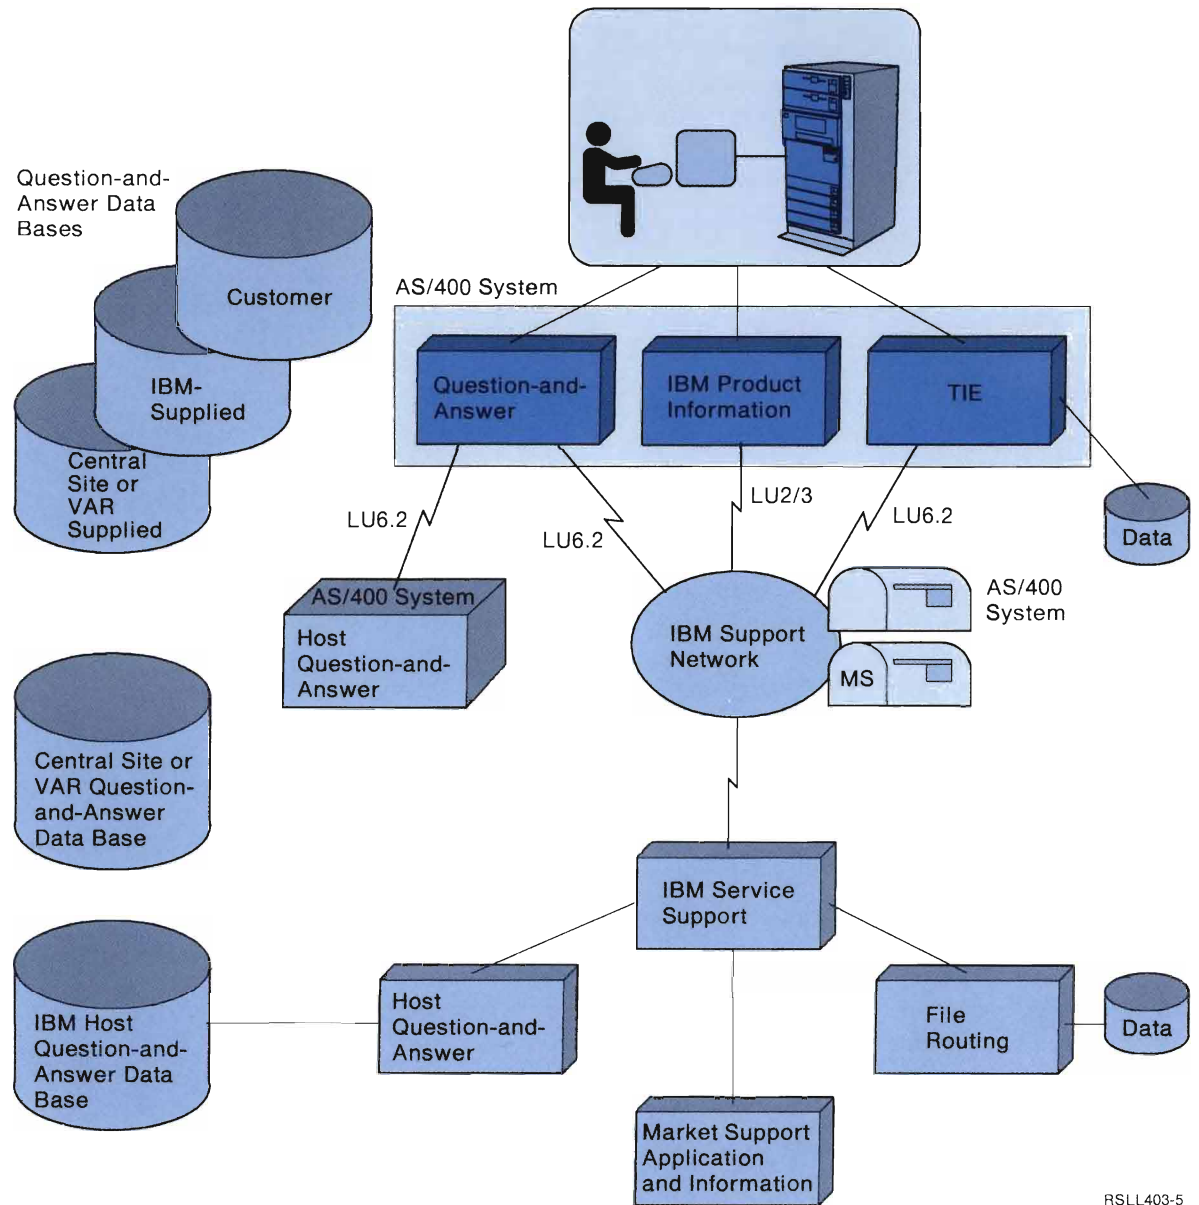 Question-and-
Answer Data
Bases
Customer
IBM-
Supplied
Central
Site or
VAR
Supplied
AS/400 System
Question-and-
Answer
IBM Product
Information
TIE
LU6.2
LU6.2
LU2/3
LU6.2
Data
AS/400 System
Host
Question-and-
Answer
IBM Support
Network
AS/400
System
MS
Central Site or
VAR Question-
and-Answer
Data Base
IBM Service
Support
IBM Host
Question-and-
Answer Data
Base
Host
Question-and-
Answer
File
Routing
Data
Market Support
Application
and Information
RSLL403-5